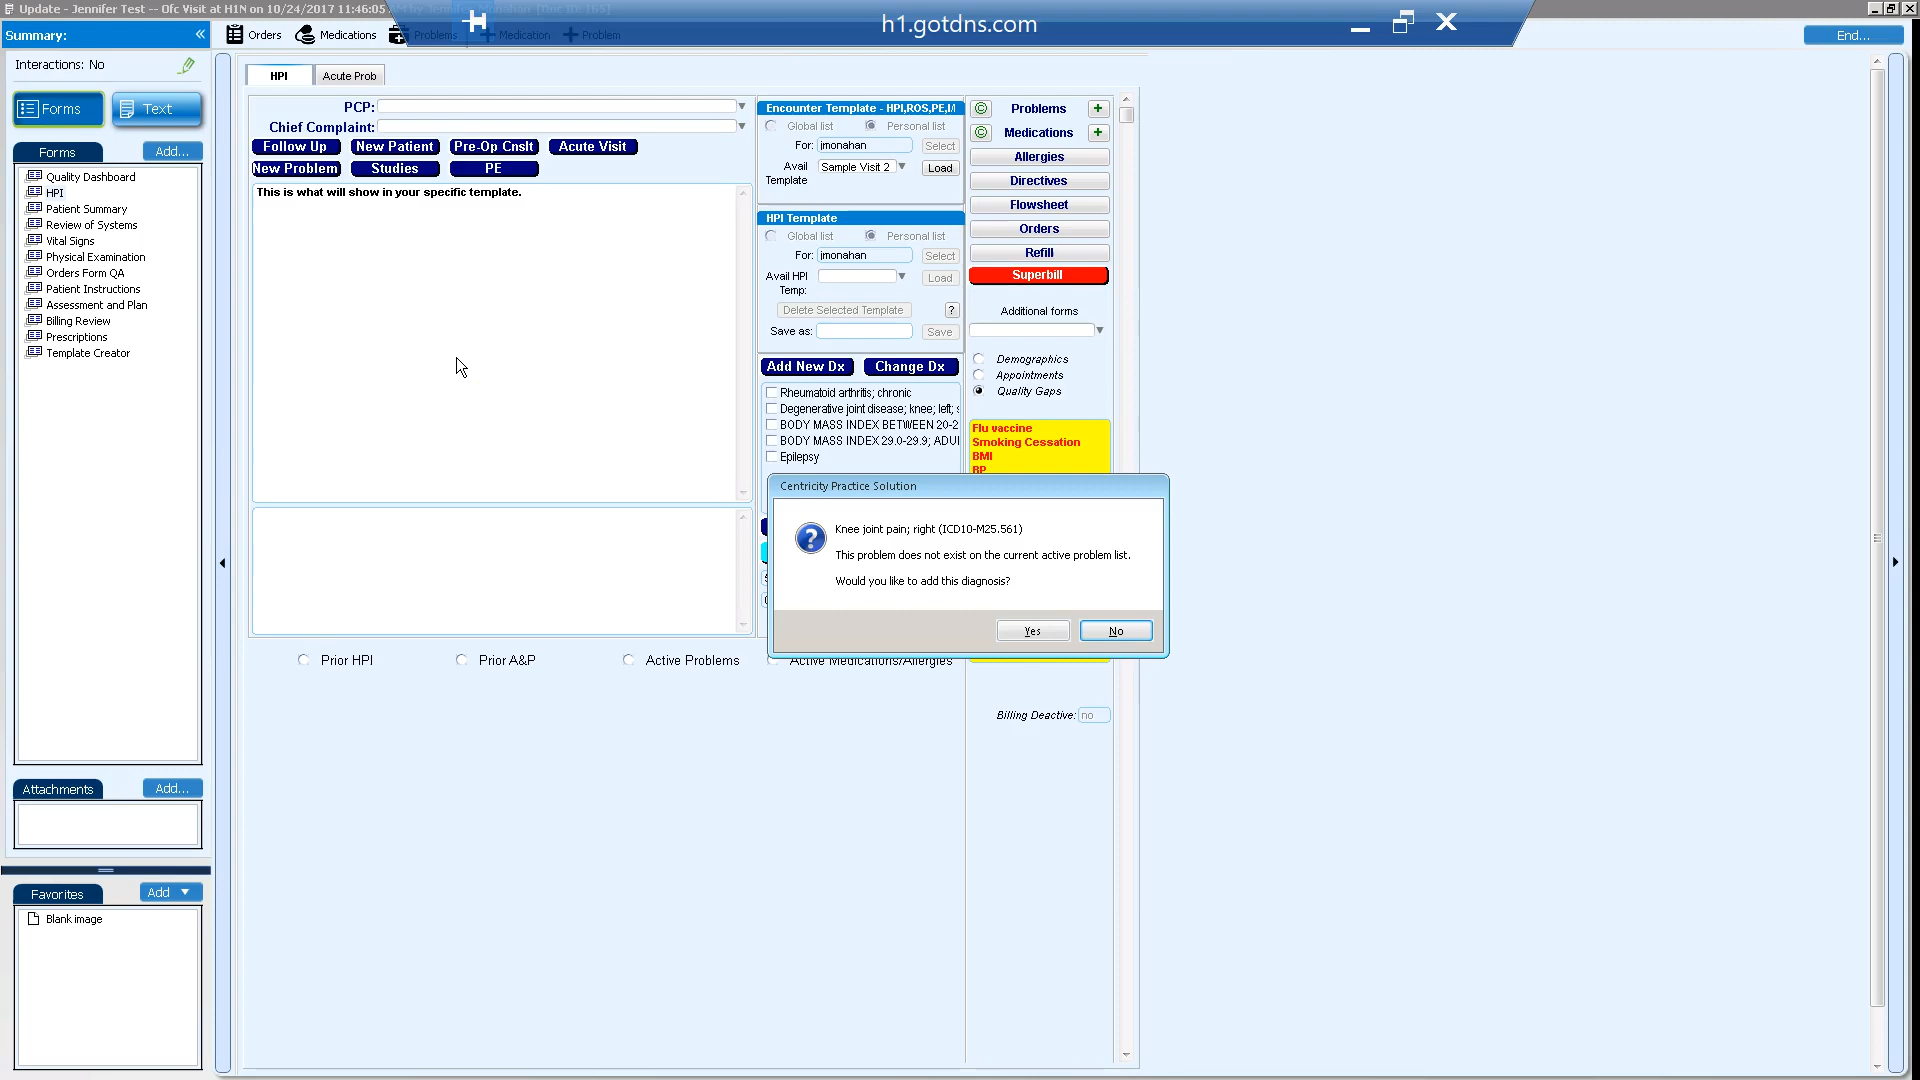 Update - Jennifer Test -- Ofc Visit at H1N on 10/24/2017 11:46:05 AM by Jennifer Monahan [Doc ID: 165]
h1.gotdns.com
Summary:
Orders
Medications
Problems
Medication
Problem
End...
Interactions: No
Forms
Text
Forms
Add...
Quality Dashboard
HPI
Patient Summary
Review of Systems
Vital Signs
Physical Examination
Orders Form QA
Patient Instructions
Assessment and Plan
Billing Review
Prescriptions
Template Creator
Attachments
Add...
Favorites
Add
Blank image
HPI
Acute Prob
PCP:
Chief Complaint:
Follow Up
New Patient
Pre-Op Cnslt
Acute Visit
New Problem
Studies
PE
This is what will show in your specific template.
Prior HPI
Prior A&P
Active Problems
Active Medications/Allergies
Encounter Template - HPI,ROS,PE,I/
Global list
Personal list
For: jmonahan
Select
Avail Template
Sample Visit 2
Load
HPI Template
Global list
Personal list
For: jmonahan
Select
Avail HPI Temp:
Load
Delete Selected Template
?
Save as:
Save
Add New Dx
Change Dx
Rheumatoid arthritis; chronic
Degenerative joint disease; knee; left;
BODY MASS INDEX BETWEEN 20-2
BODY MASS INDEX 29.0-29.9; ADU
Epilepsy
Problems
Medications
Allergies
Directives
Flowsheet
Orders
Refill
Superbill
Additional forms
Demographics
Appointments
Quality Gaps
Flu vaccine
Smoking Cessation
BMI
BP
Billing Deactive: no
Centricity Practice Solution
Knee joint pain; right (ICD10-M25.561)
This problem does not exist on the current active problem list.
Would you like to add this diagnosis?
Yes
No